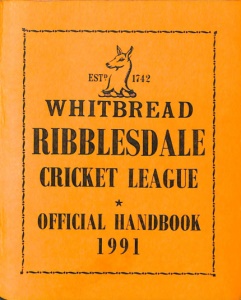 ESTD 1742
WHITBREAD
RIBBLESDALE
CRICKET LEAGUE
★
OFFICIAL HANDBOOK
1991